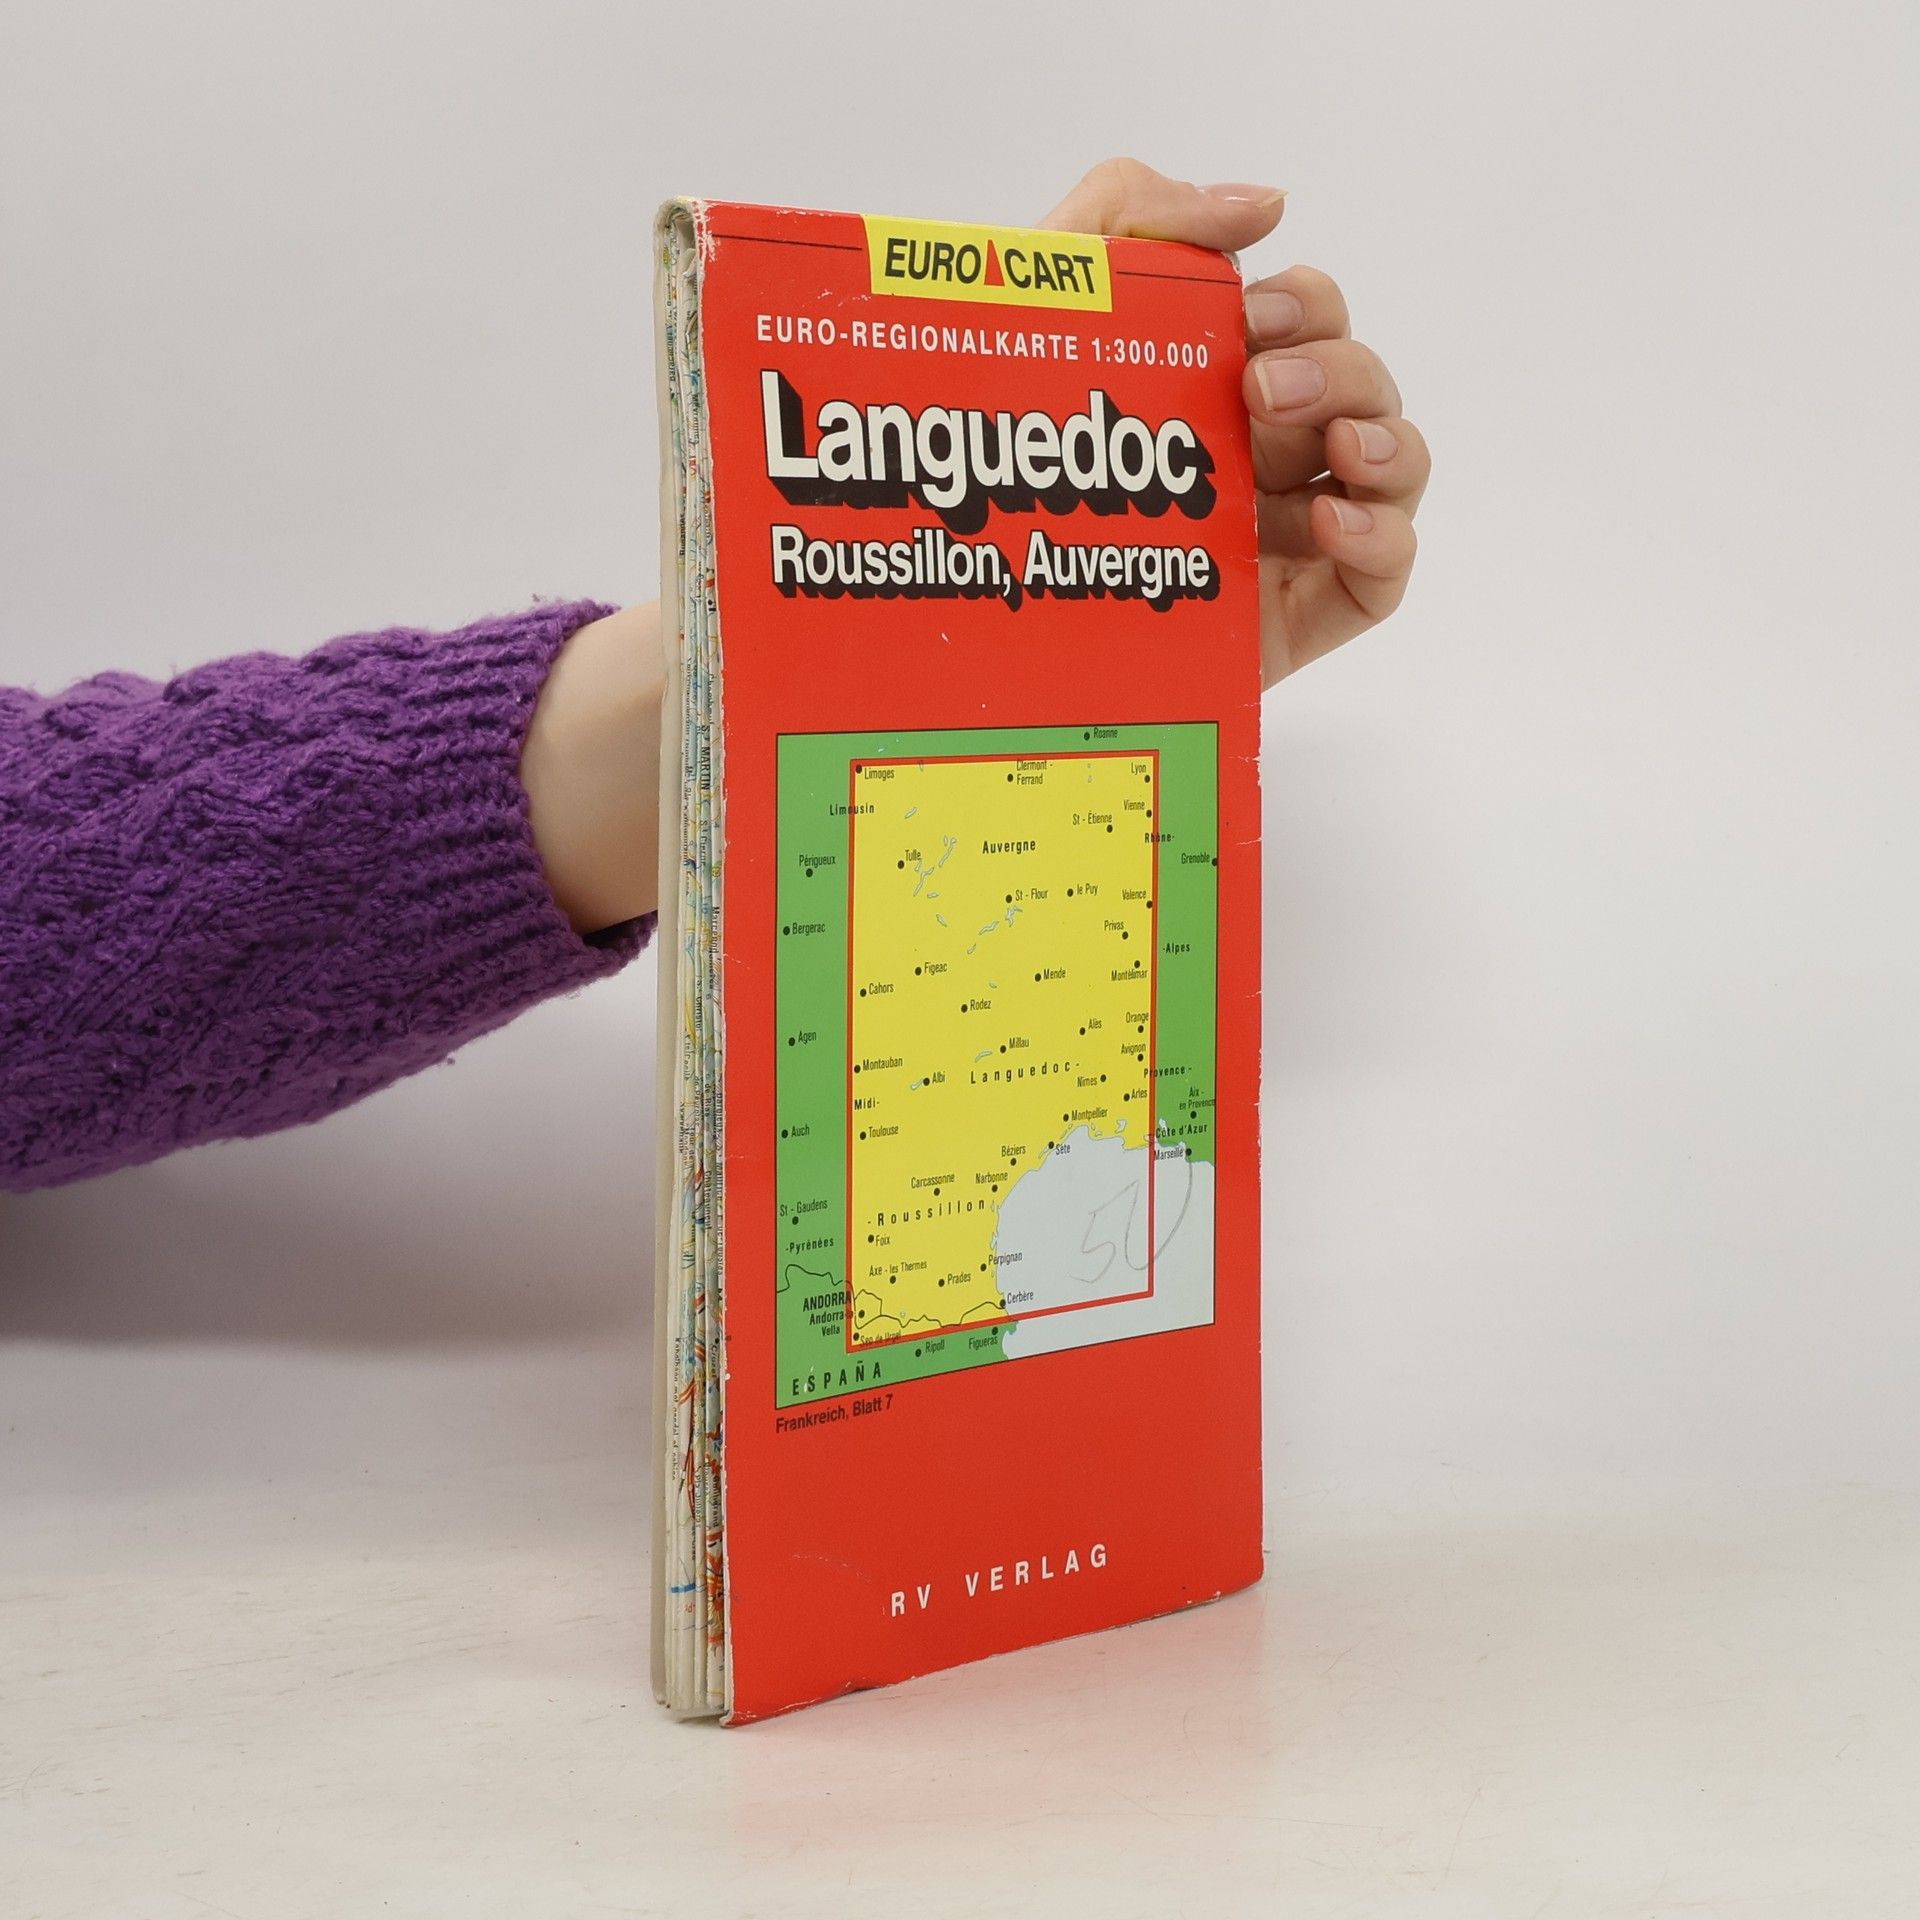 EURO CART
EURO-REGIONALKARTE 1:300.000
Languedoc
Roussillon, Auvergne
Roanne
Limoges
Clermont -
Ferrand
Lyon
Limousin
Vienne
St - Étienne
Rhône-
Auvergne
Périgueux
Tulle
Grenoble
St - Flour
le Puy
Valence
Bergerac
Privas
-Alpes
Figeac
Mende
Montélimar
Cahors
Rodez
Orange
Agen
Alès
Millau
Avignon
Montauban
Albi
Languedoc-
Provence -
Nîmes
Arles
Aix -
en Provence
Midi-
Montpellier
Auch
Toulouse
Côte d'Azur
Béziers
Sète
Marseille
Carcassonne
Narbonne
St - Gaudens
-Roussillon
50
-Pyrénées
Foix
Perpignan
Axe - les Thermes
Prades
ANDORRA
Andorra-
Vella
Cerbère
Seo de Urgel
Ripoll
Figueras
ESPAÑA
Frankreich, Blatt 7
RV VERLAG